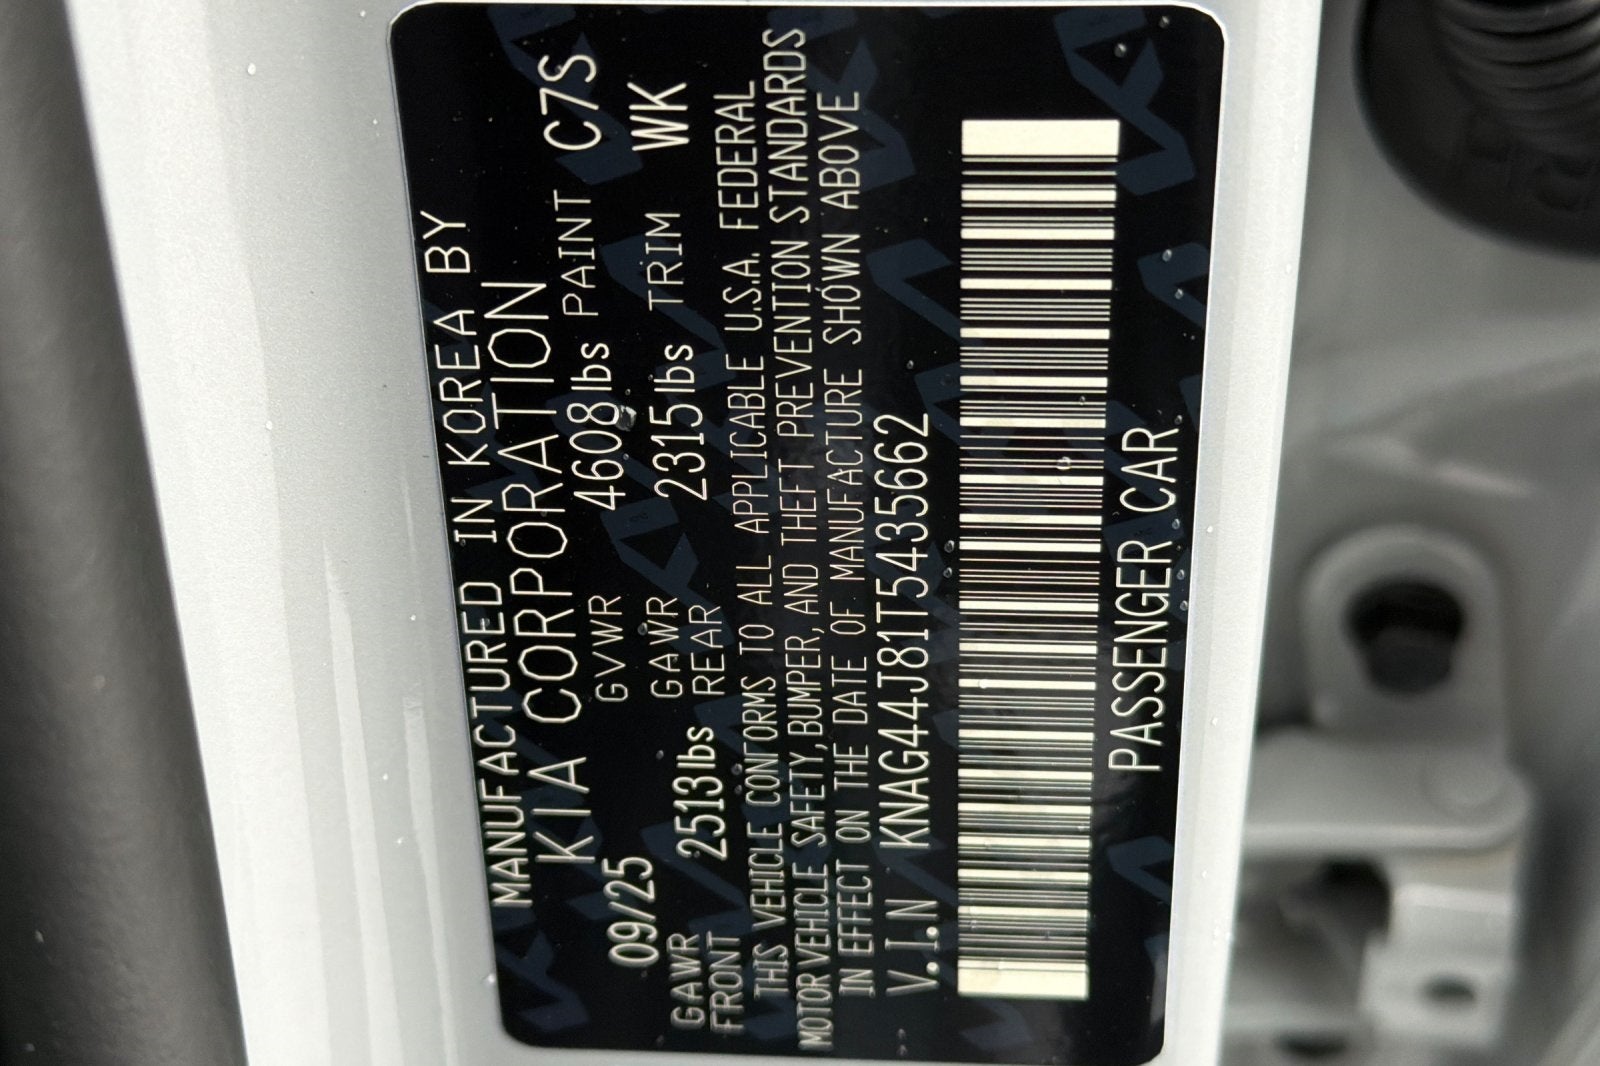 MANUFACTURED IN KOREA BY
KIA CORPORATION
09/25 GVWR 4608lbs PAINT C7S
GAWR FRONT 2513lbs GAWR REAR 2315lbs TRIM WK
THIS VEHICLE CONFORMS TO ALL APPLICABLE U.S.A. FEDERAL
MOTOR VEHICLE SAFETY, BUMPER, AND THEFT PREVENTION STANDARDS
IN EFFECT ON THE DATE OF MANUFACTURE SHOWN ABOVE
V.I.N KNAG44J81T5435662
PASSENGER CAR